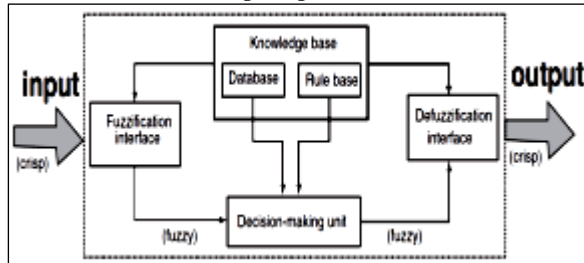 Knowledge base
input
output
Database
Rule base
Fuzzification
interface
Defuzzification
interface
(crisp)
(crisp)
Decision-making unit
(fuzzy)
(fuzzy)